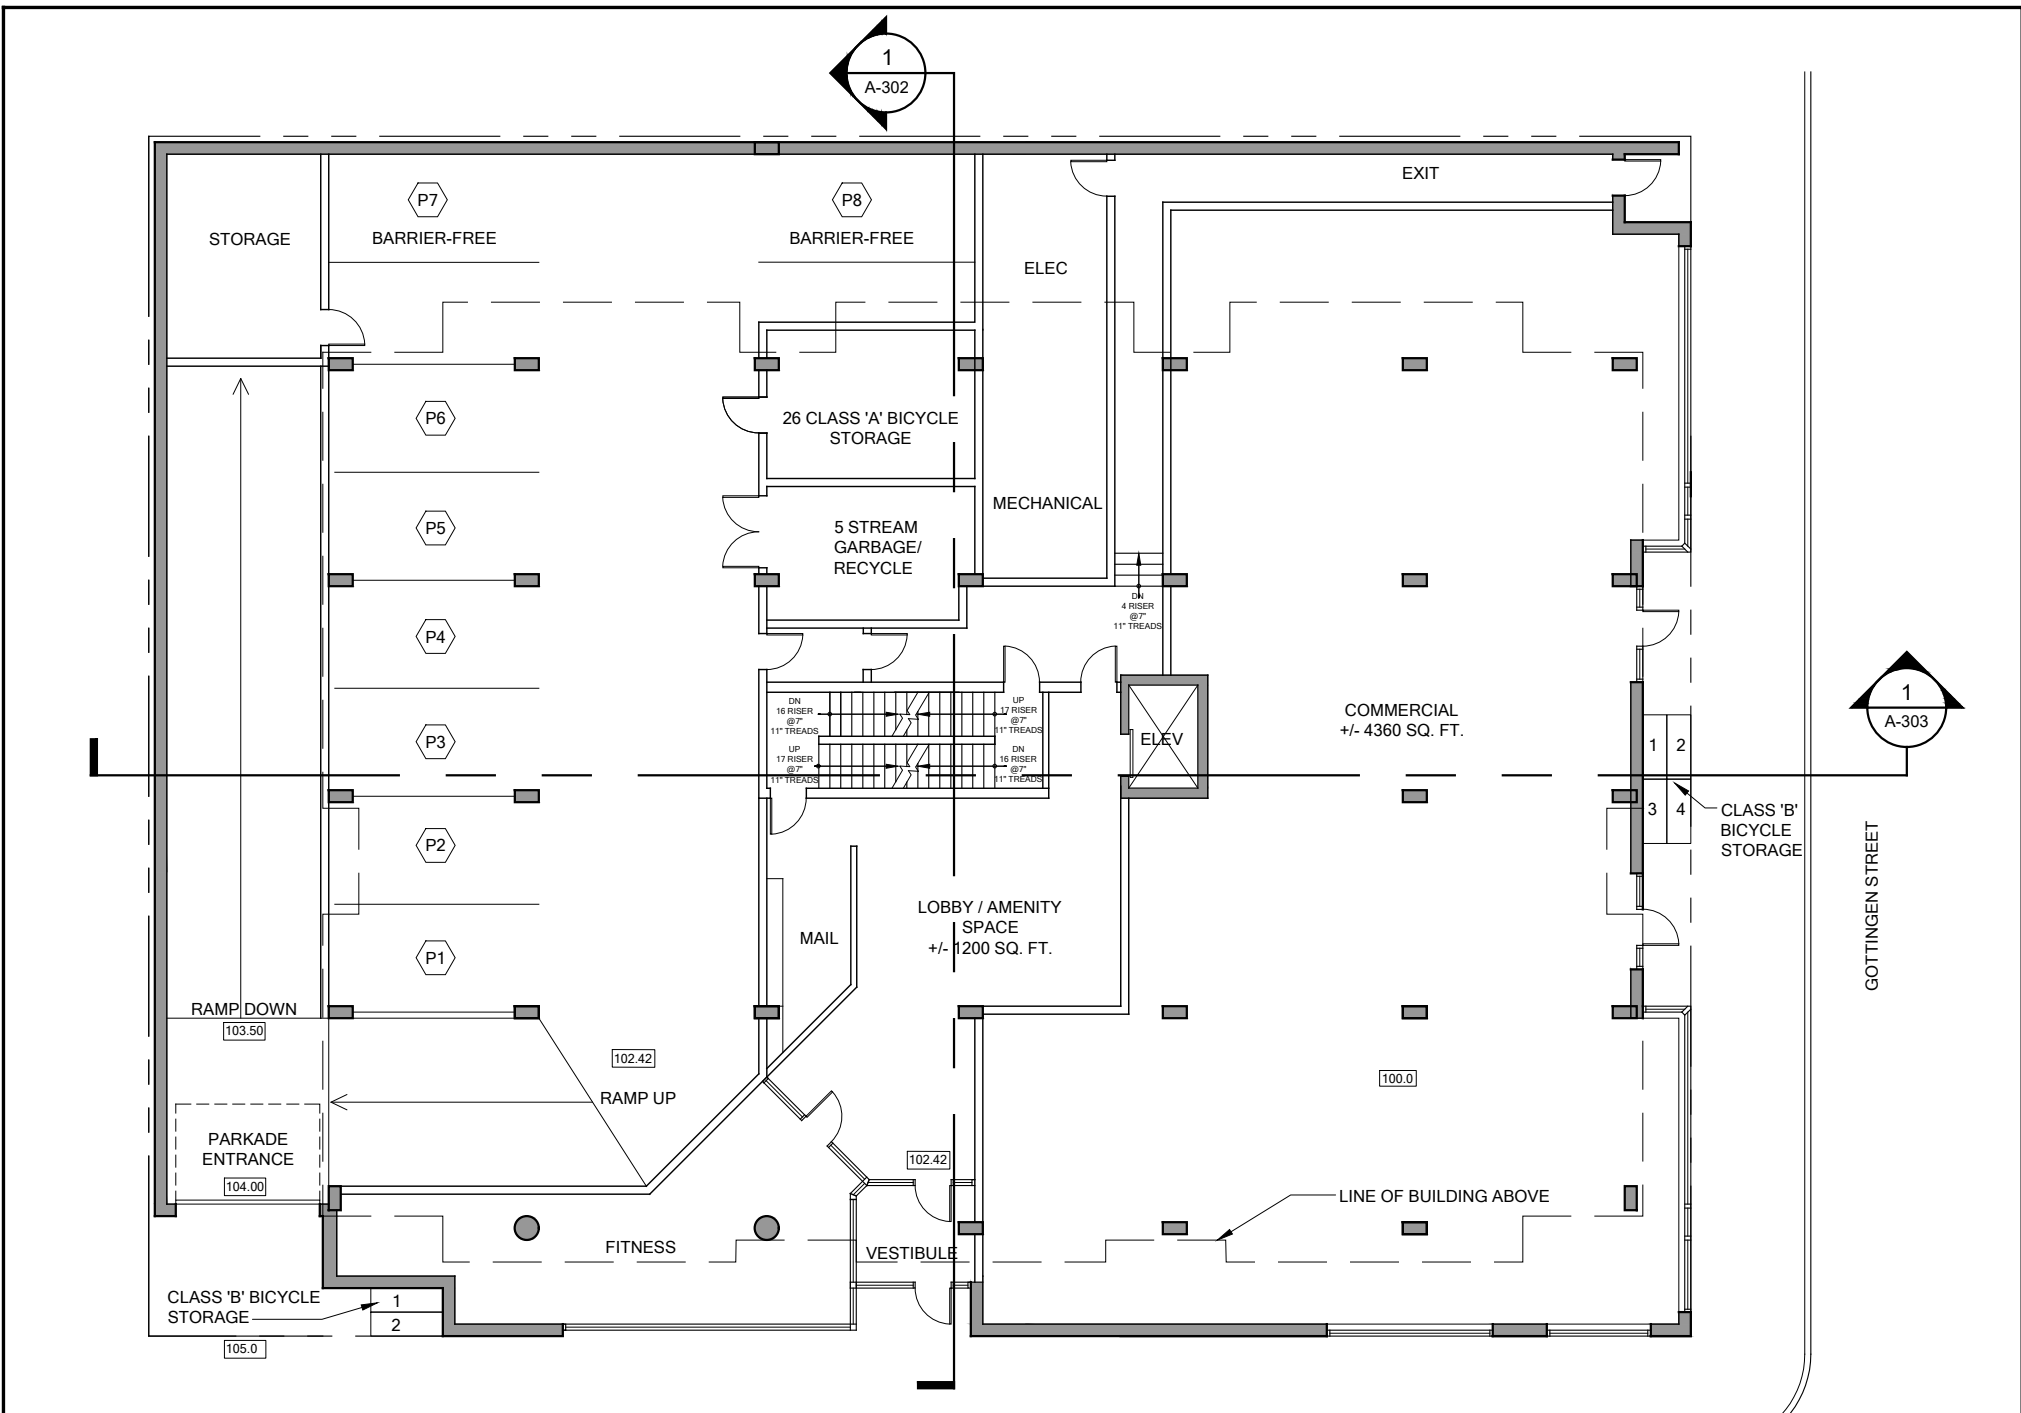 1
A-302
EXIT
P7
BARRIER-FREE
P8
BARRIER-FREE
STORAGE
ELEC
P6
26 CLASS 'A' BICYCLE
STORAGE
MECHANICAL
P5
5 STREAM
GARBAGE/
RECYCLE
DN
4 RISER
@7"
11" TREADS
P4
DN
16 RISER
@7"
11" TREADS
UP
17 RISER
@7"
11" TREADS
UP
17 RISER
@7"
11" TREADS
DN
16 RISER
@7"
11" TREADS
ELEV
COMMERCIAL
+/- 4360 SQ. FT.
1
A-303
P3
1
2
3
4
CLASS 'B'
BICYCLE
STORAGE
GOTTINGEN STREET
P2
MAIL
LOBBY / AMENITY
SPACE
+/- 1200 SQ. FT.
P1
RAMP DOWN
103.50
102.42
RAMP UP
100.0
PARKADE
ENTRANCE
104.00
102.42
LINE OF BUILDING ABOVE
FITNESS
VESTIBULE
CLASS 'B' BICYCLE
STORAGE
1
2
105.0